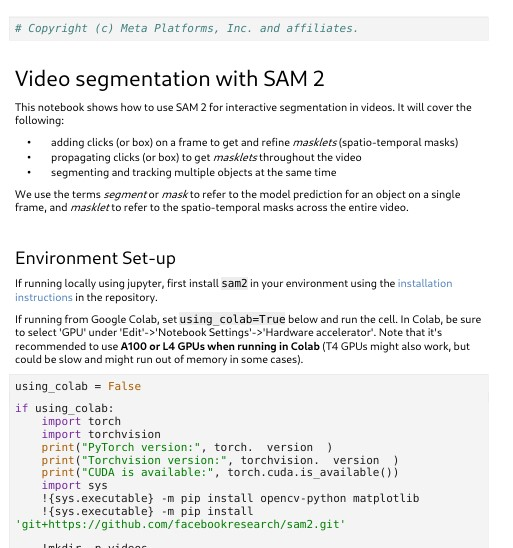 # Copyright (c) Meta Platforms, Inc. and affiliates.
Video segmentation with SAM 2
This notebook shows how to use SAM 2 for interactive segmentation in videos. It will cover the
following:
• adding clicks (or box) on a frame to get and refine masklets (spatio-temporal masks)
• propagating clicks (or box) to get masklets throughout the video
• segmenting and tracking multiple objects at the same time
We use the terms segment or mask to refer to the model prediction for an object on a single
frame, and masklet to refer to the spatio-temporal masks across the entire video.
Environment Set-up
If running locally using jupyter, first install sam2 in your environment using the installation
instructions in the repository.
If running from Google Colab, set using_colab=True below and run the cell. In Colab, be sure
to select 'GPU' under 'Edit'->'Notebook Settings'->'Hardware accelerator'. Note that it's
recommended to use A100 or L4 GPUs when running in Colab (T4 GPUs might also work, but
could be slow and might run out of memory in some cases).
using_colab = False
if using_colab:
    import torch
    import torchvision
    print("PyTorch version:", torch.  version  )
    print("Torchvision version:", torchvision.  version  )
    print("CUDA is available:", torch.cuda.is_available())
    import sys
    !{sys.executable} -m pip install opencv-python matplotlib
    !{sys.executable} -m pip install
'git+https://github.com/facebookresearch/sam2.git'
    !mkdir -p videos